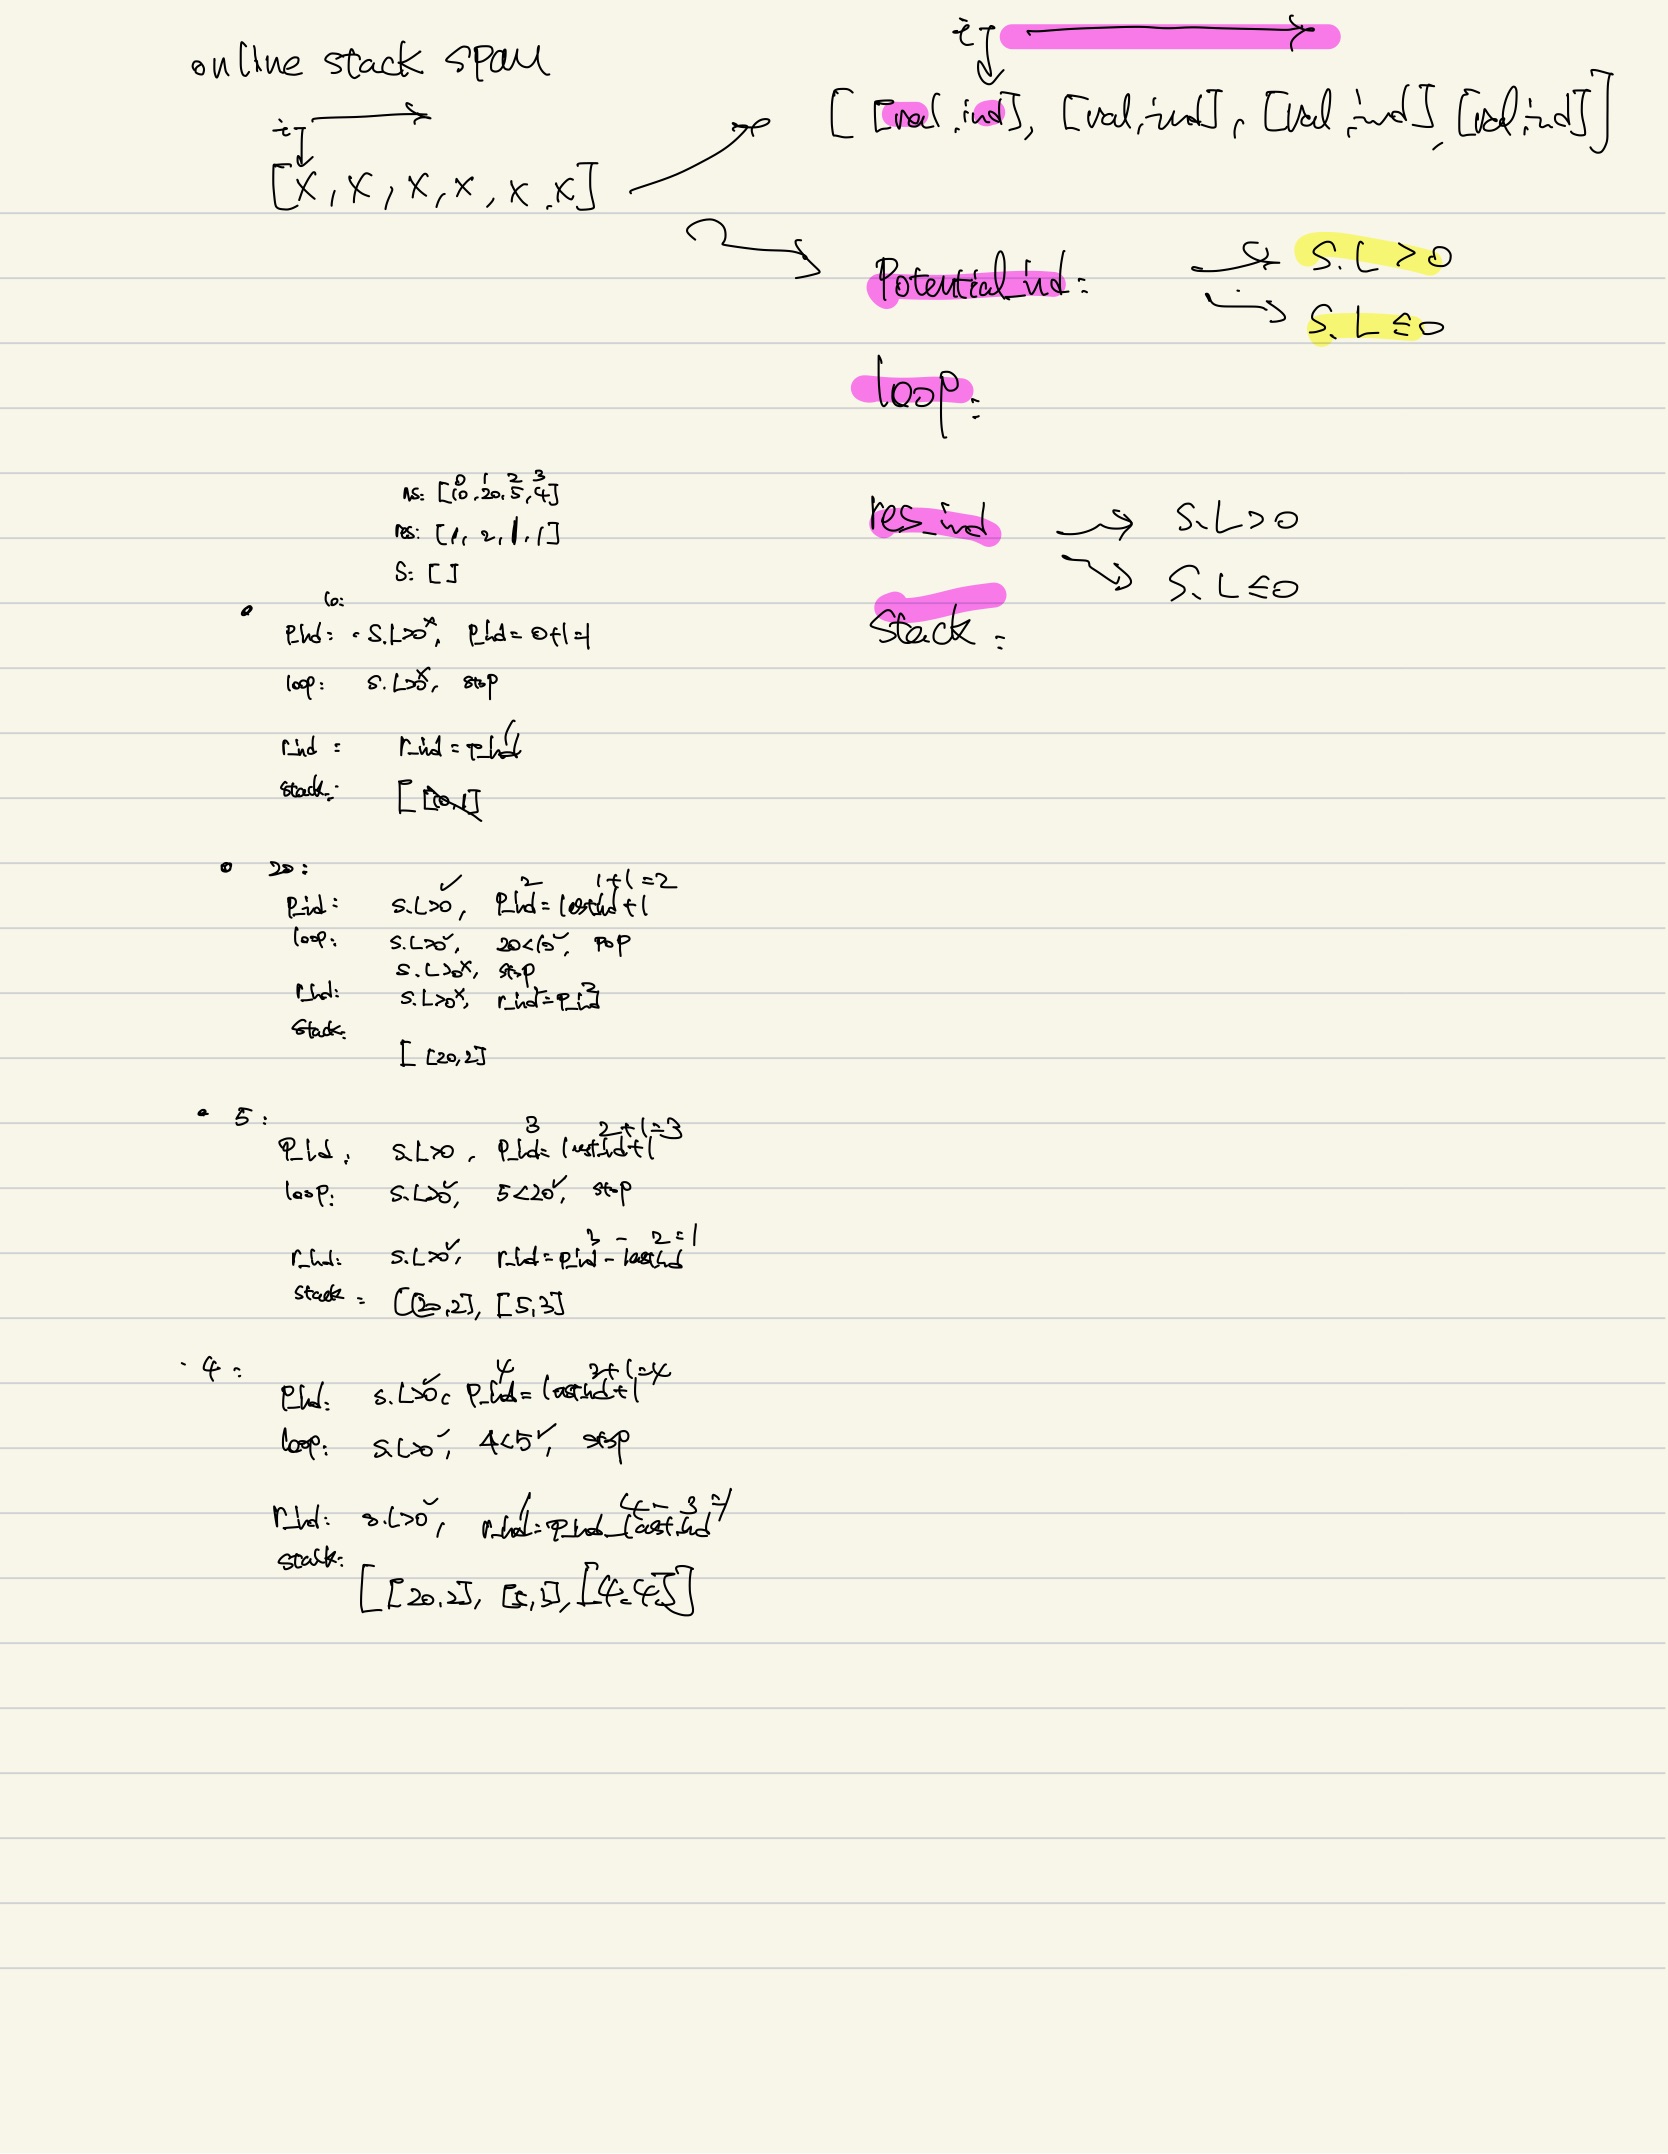 online stack span
i
[x, x, x, x, x, x]
i
[ [val, ind], [val, ind], [val, ind], [val, ind]]
Potential_ind:
S.L > 0
S.L ≤ 0
loop:
res_ind
S.L > 0
S.L ≤ 0
Stack:
0 1 2 3
ns: [10, 20, 5, 4]
res: [1, 2, 1, 1]
S: []
10:
P_ind: S.L>0 ×, P_ind = 0+1=1
loop: S.L>0 ×, stop
r_ind: r_ind = p_ind 1
stack: [ [10, 1]
20:
2 1+1=2
P_ind: S.L>0 ✓, P_ind = lastind+1
loop: S.L>0 ✓, 20<10 ✓, pop
S.L>0 ×, stop
r_ind: S.L>0 ×, r_ind = p_ind 2
Stack:
[ [20, 2]
5:
3 2+1=3
P_ind: S.L>0, P_ind = lastind+1
loop: S.L>0 ✓, 5<20 ✓, stop
3 - 2 = 1
r_ind: S.L>0 ✓, r_ind = p_ind - lastind
stack: [[20, 2], [5, 3]
4:
4 3+1=4
P_ind: S.L>0 ✓, P_ind = lastind+1
loop: S.L>0 ✓, 4<5 ✓, stop
1 4 - 3 = 1
r_ind: S.L>0 ✓, r_ind = p_ind - lastind
stack:
[ [20, 2], [5, 3], [4, 4]]